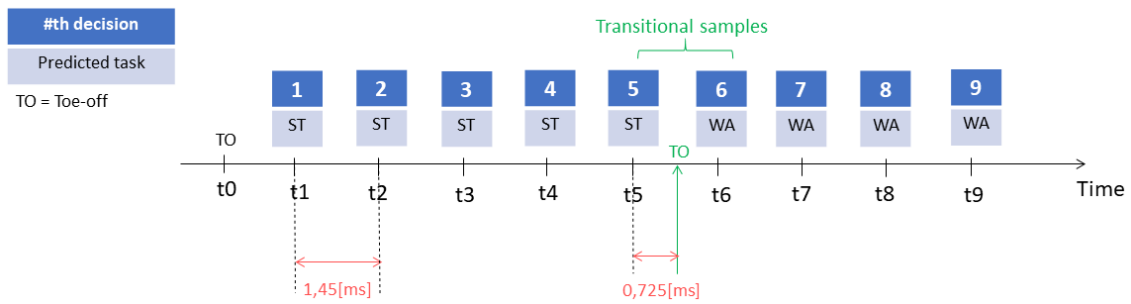 #th decision
Predicted task
TO = Toe-off
Transitional samples
1 2 3 4 5 6 7 8 9
ST ST ST ST ST WA WA WA WA
TO TO
t0 t1 t2 t3 t4 t5 t6 t7 t8 t9 Time
1,45[ms] 0,725[ms]